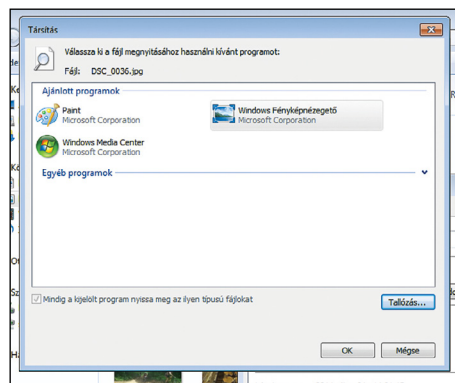 Társítás
Válassza ki a fájl megnyitásához használni kívánt programot:
Fájl: DSC_0036.jpg
Ajánlott programok
Paint
Microsoft Corporation
Windows Fényképnézegető
Microsoft Corporation
Windows Media Center
Microsoft Corporation
Egyéb programok
Mindig a kijelölt program nyissa meg az ilyen típusú fájlokat
Tallózás...
OK
Mégse